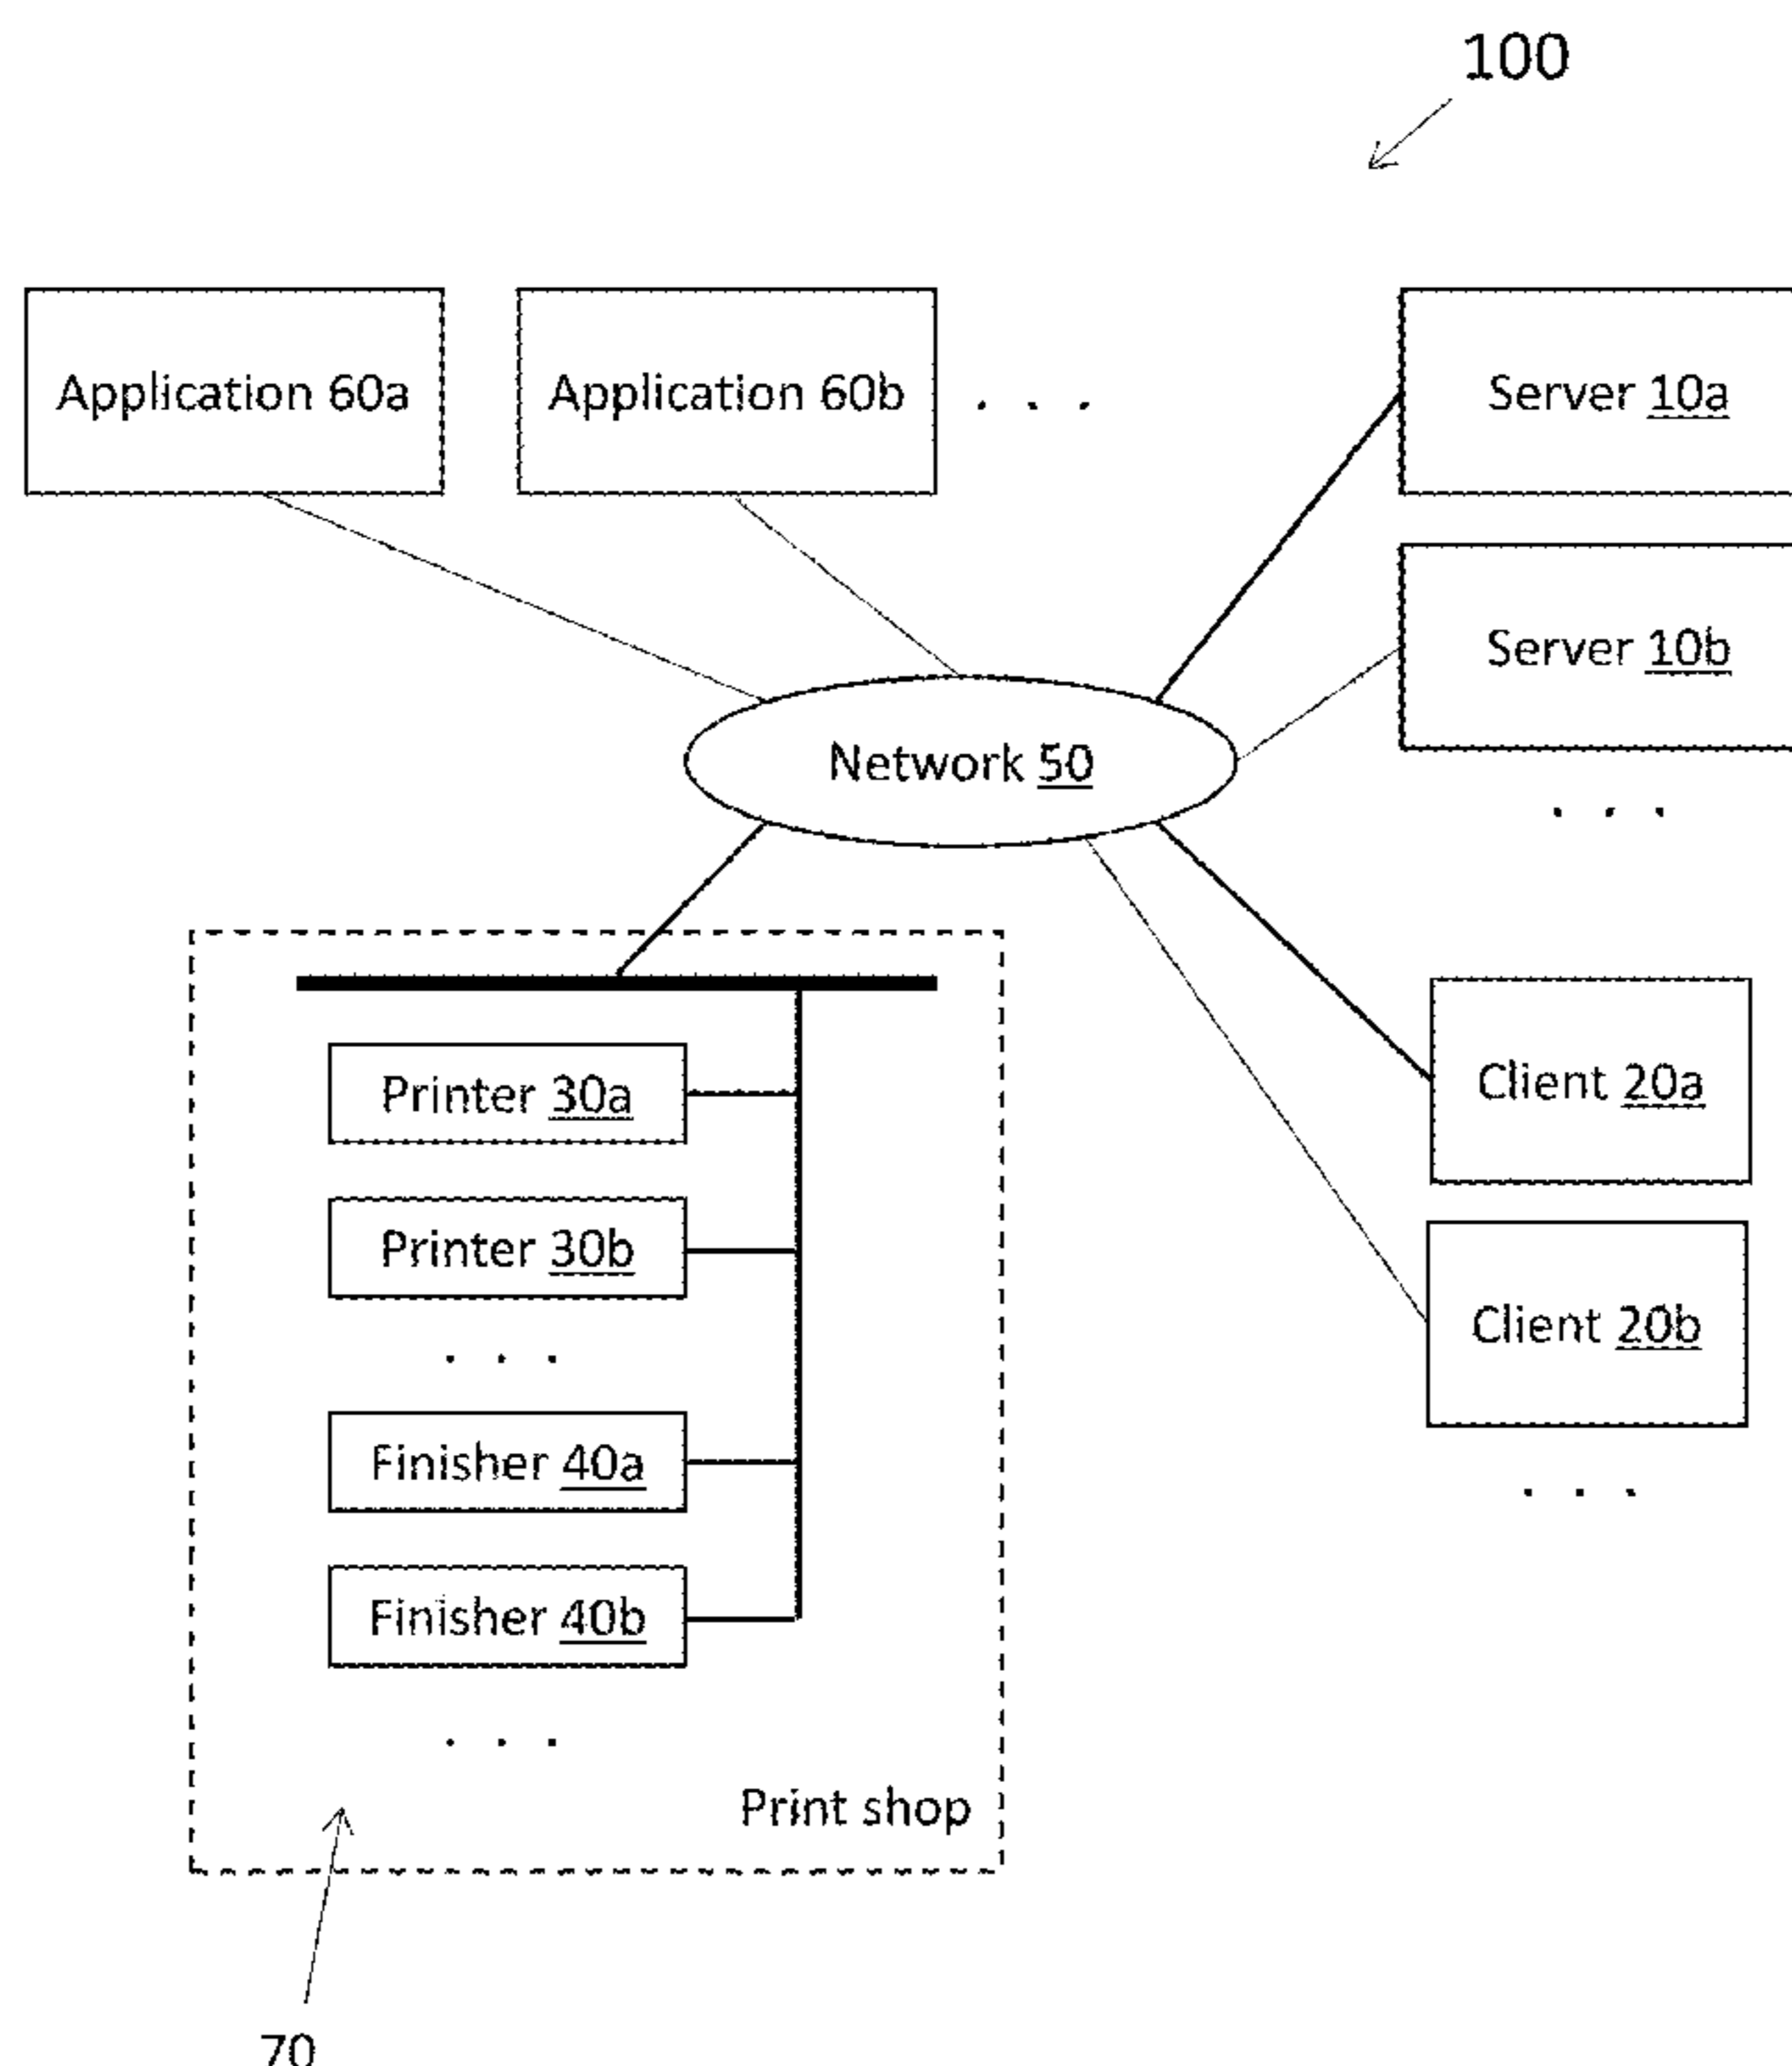 100
Application 60a
Application 60b
. . .
Server 10a
Server 10b
. . .
Network 50
Printer 30a
Printer 30b
. . .
Finisher 40a
Finisher 40b
. . .
Print shop
Client 20a
Client 20b
. . .
70